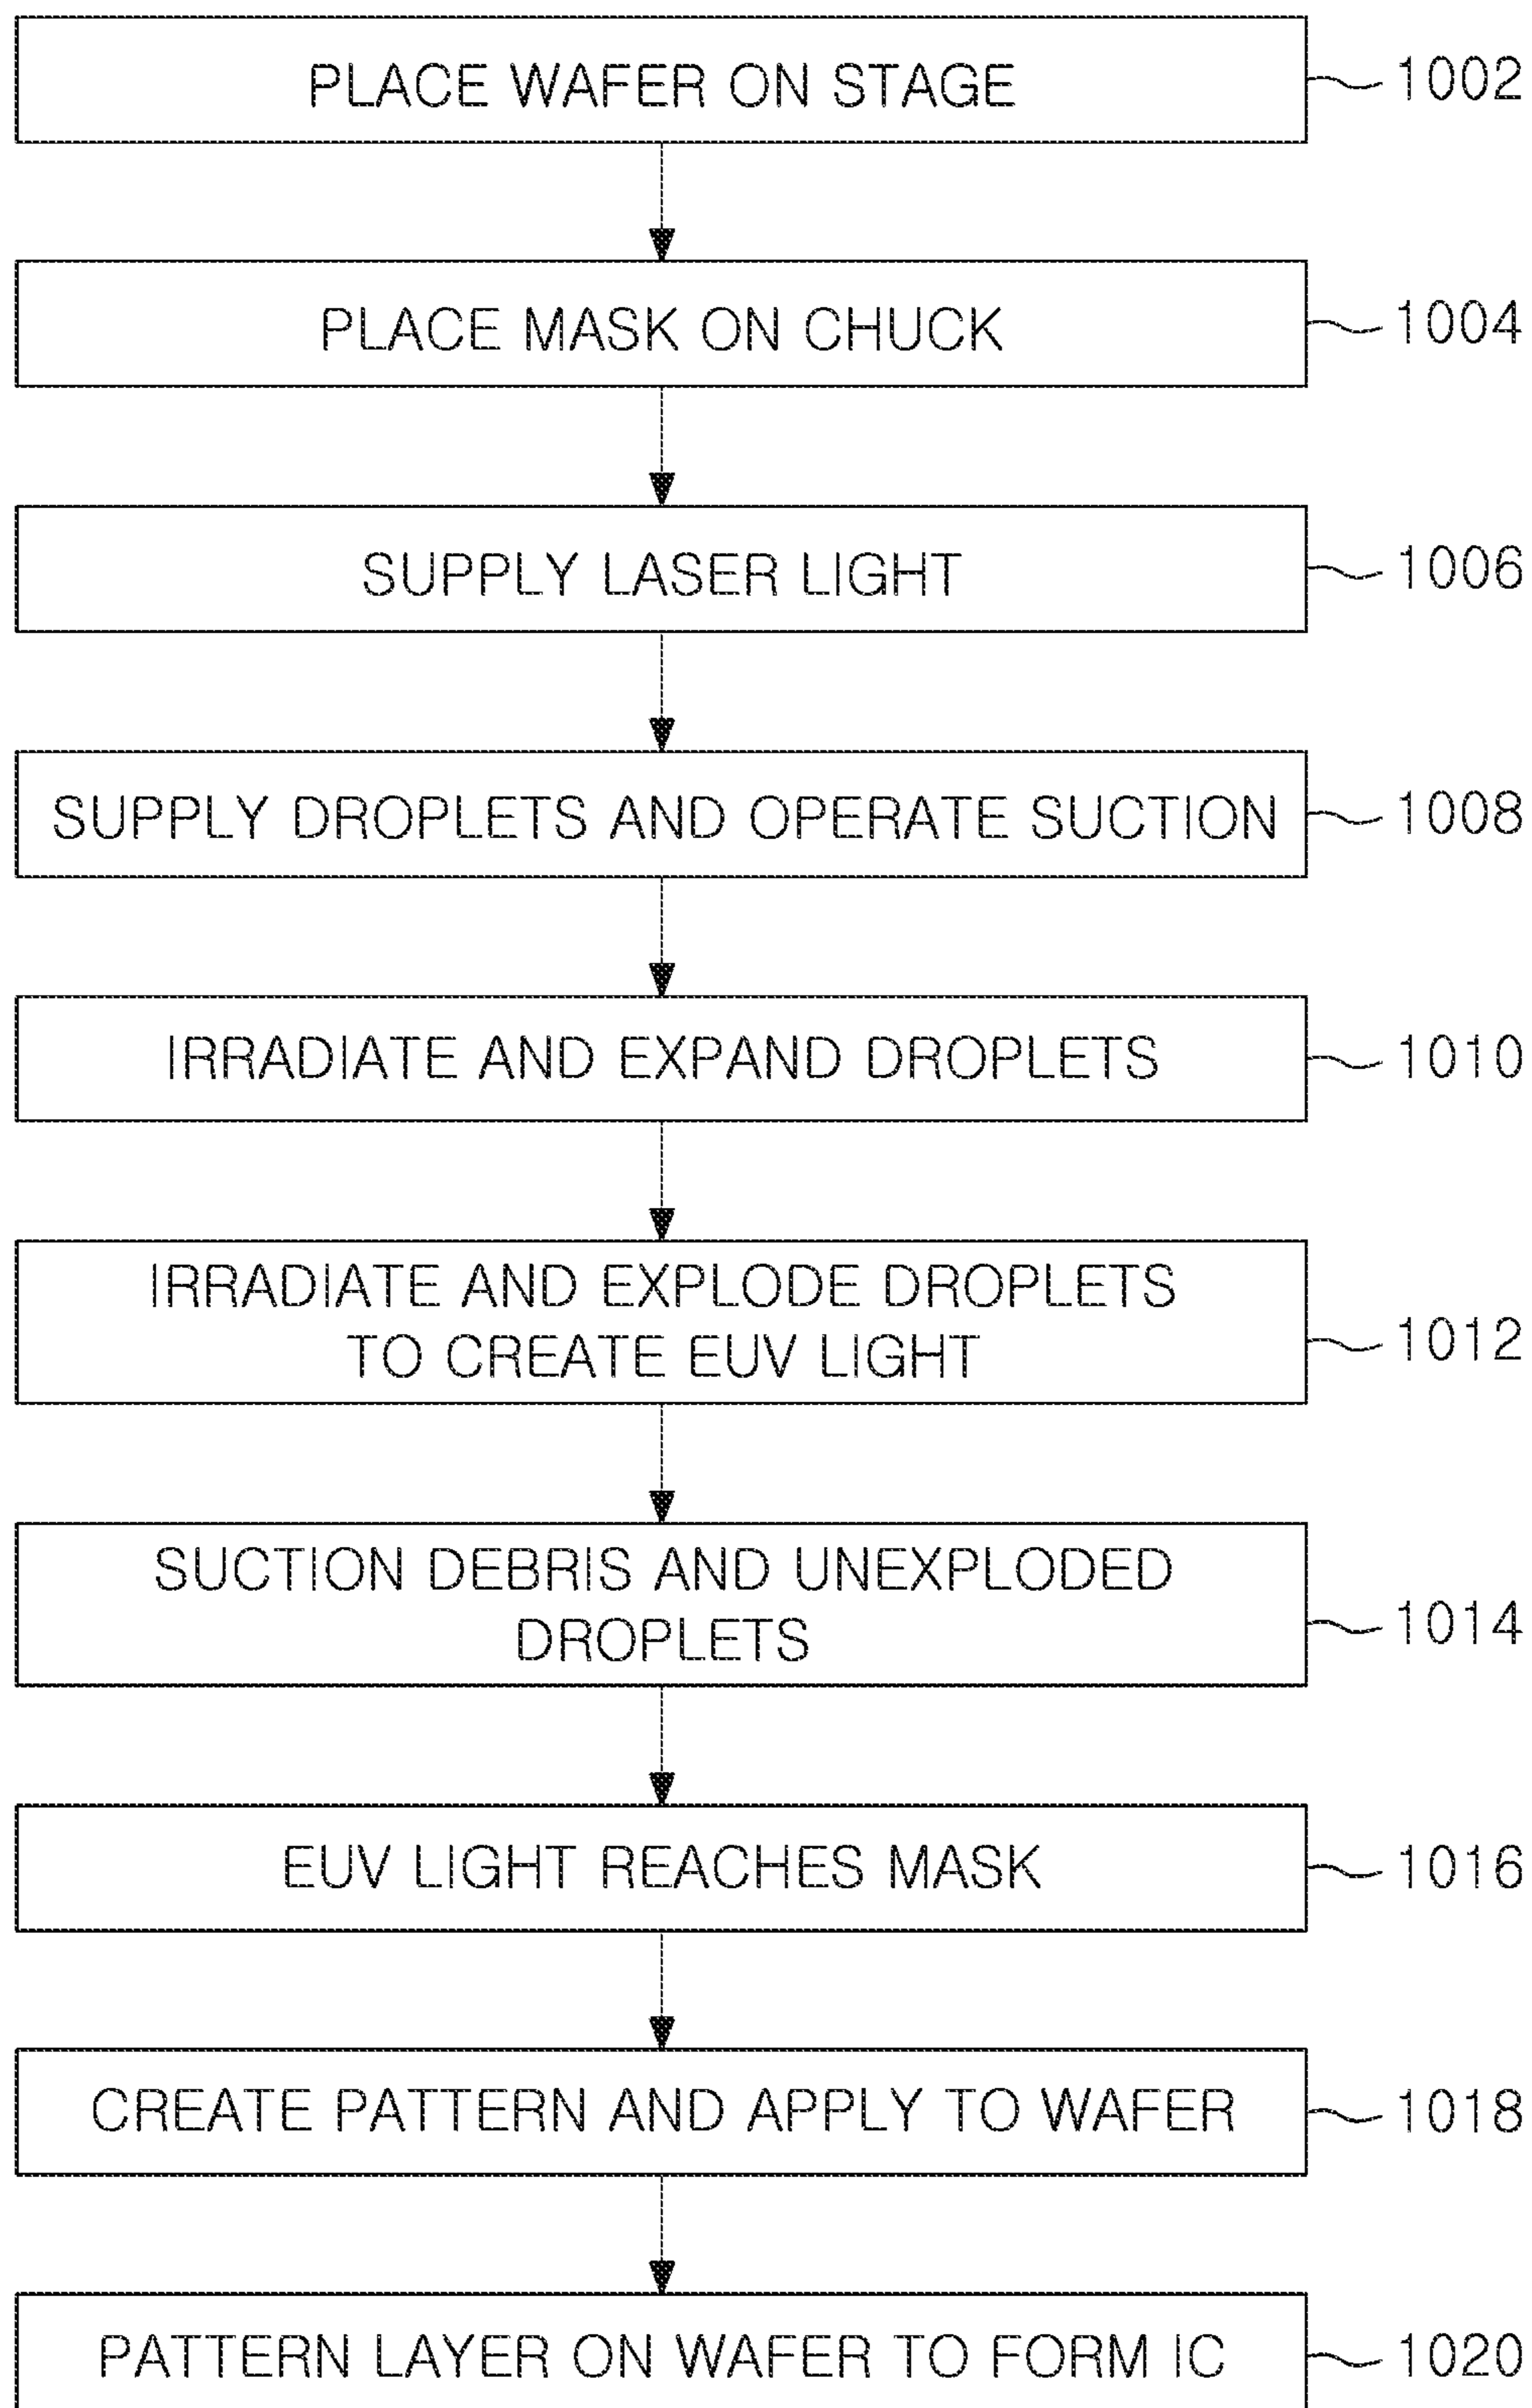 PLACE WAFER ON STAGE
1002
PLACE MASK ON CHUCK
1004
SUPPLY LASER LIGHT
1006
SUPPLY DROPLETS AND OPERATE SUCTION
1008
IRRADIATE AND EXPAND DROPLETS
1010
IRRADIATE AND EXPLODE DROPLETS
TO CREATE EUV LIGHT
1012
SUCTION DEBRIS AND UNEXPLODED
DROPLETS
1014
EUV LIGHT REACHES MASK
1016
CREATE PATTERN AND APPLY TO WAFER
1018
PATTERN LAYER ON WAFER TO FORM IC
1020